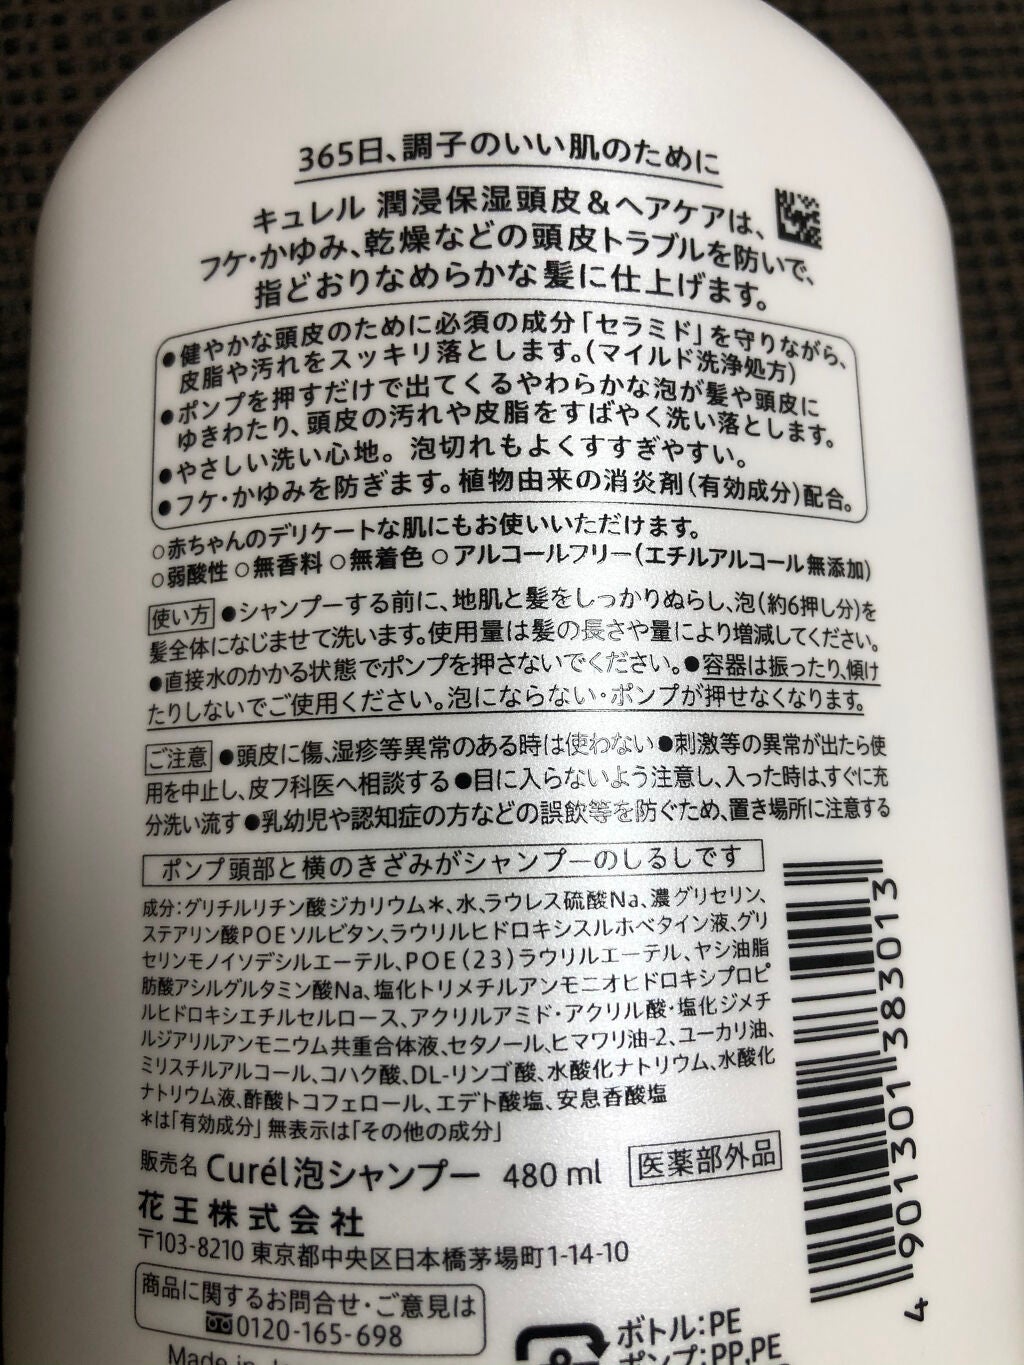 365日、調子のいい肌のために
キュレル 潤浸保湿頭皮&ヘアケアは、
フケ・かゆみ、乾燥などの頭皮トラブルを防いで、
指どおりなめらかな髪に仕上げます。
●健やかな頭皮のために必須の成分「セラミド」を守りながら、
皮脂や汚れをスッキリ落とします。(マイルド洗浄処方)
●ポンプを押すだけで出てくるやわらかな泡が髪や頭皮に
ゆきわたり、頭皮の汚れや皮脂をすばやく洗い落とします。
●やさしい洗い心地。泡切れもよくすすぎやすい。
●フケ・かゆみを防ぎます。植物由来の消炎剤(有効成分)配合。
○赤ちゃんのデリケートな肌にもお使いいただけます。
○弱酸性 ○無香料 ○無着色 ○アルコールフリー(エチルアルコール無添加)
使い方 ●シャンプーする前に、地肌と髪をしっかりぬらし、泡(約6押し分)を
髪全体になじませて洗います。使用量は髪の長さや量により増減してください。
●直接水のかかる状態でポンプを押さないでください。●容器は振ったり、傾け
たりしないでご使用ください。泡にならない・ポンプが押せなくなります。
ご注意 ●頭皮に傷、湿疹等異常のある時は使わない●刺激等の異常が出たら使
用を中止し、皮フ科医へ相談する●目に入らないよう注意し、入った時は、すぐに充
分洗い流す●乳幼児や認知症の方などの誤飲等を防ぐため、置き場所に注意する
ポンプ頭部と横のきざみがシャンプーのしるしです
成分:グリチルリチン酸ジカリウム*、水、ラウレス硫酸Na、濃グリセリン、
ステアリン酸POEソルビタン、ラウリルヒドロキシスルホベタイン液、グリ
セリンモノイソデシルエーテル、POE(23)ラウリルエーテル、ヤシ油脂
肪酸アシルグルタミン酸Na、塩化トリメチルアンモニオヒドロキシプロピ
ルヒドロキシエチルセルロース、アクリルアミド・アクリル酸・塩化ジメチ
ルジアリルアンモニウム共重合体液、セタノール、ヒマワリ油-2、ユーカリ油、
ミリスチルアルコール、コハク酸、DL-リンゴ酸、水酸化ナトリウム、水酸化
ナトリウム液、酢酸トコフェロール、エデト酸塩、安息香酸塩
*は「有効成分」無表示は「その他の成分」
販売名 Curél泡シャンプー 480 ml 医薬部外品
花王株式会社
〒103-8210 東京都中央区日本橋茅場町1-14-10
商品に関するお問合せ・ご意見は
0120-165-698
Made in
ボトル:PE
ポンプ:PP,PE
4 901301 383013